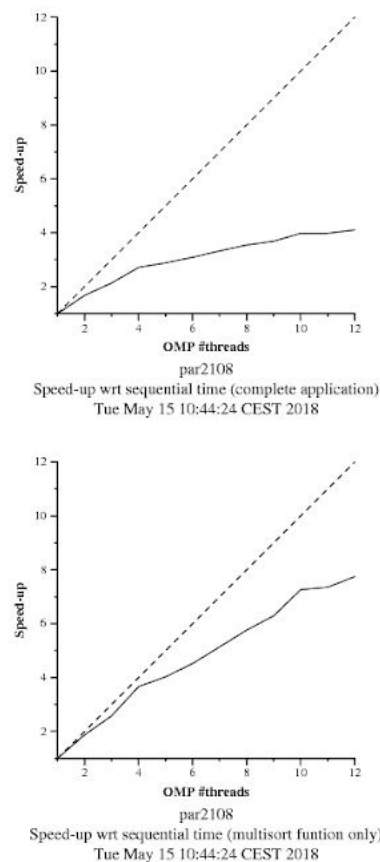 12
10
8
6
4
2
Speed-up
2 4 6 8 10 12
OMP #threads
par2108
Speed-up wrt sequential time (complete application)
Tue May 15 10:44:24 CEST 2018
12
10
8
6
4
2
Speed-up
2 4 6 8 10 12
OMP #threads
par2108
Speed-up wrt sequential time (multisort funtion only)
Tue May 15 10:44:24 CEST 2018